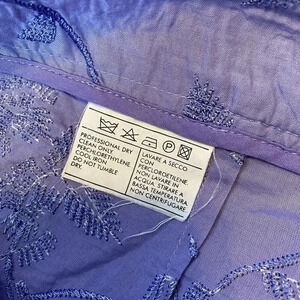 PROFESSIONAL DRY
CLEAN ONLY
PERCHLORETHYLENE
COOL IRON
DO NOT TUMBLE
DRY.
LAVARE A SECCO
CON
PERCLOROETILENE.
NON LAVARE IN
ACQUA. STIRARE A
BASSA TEMPERATURA.
NON CENTRIFUGARE